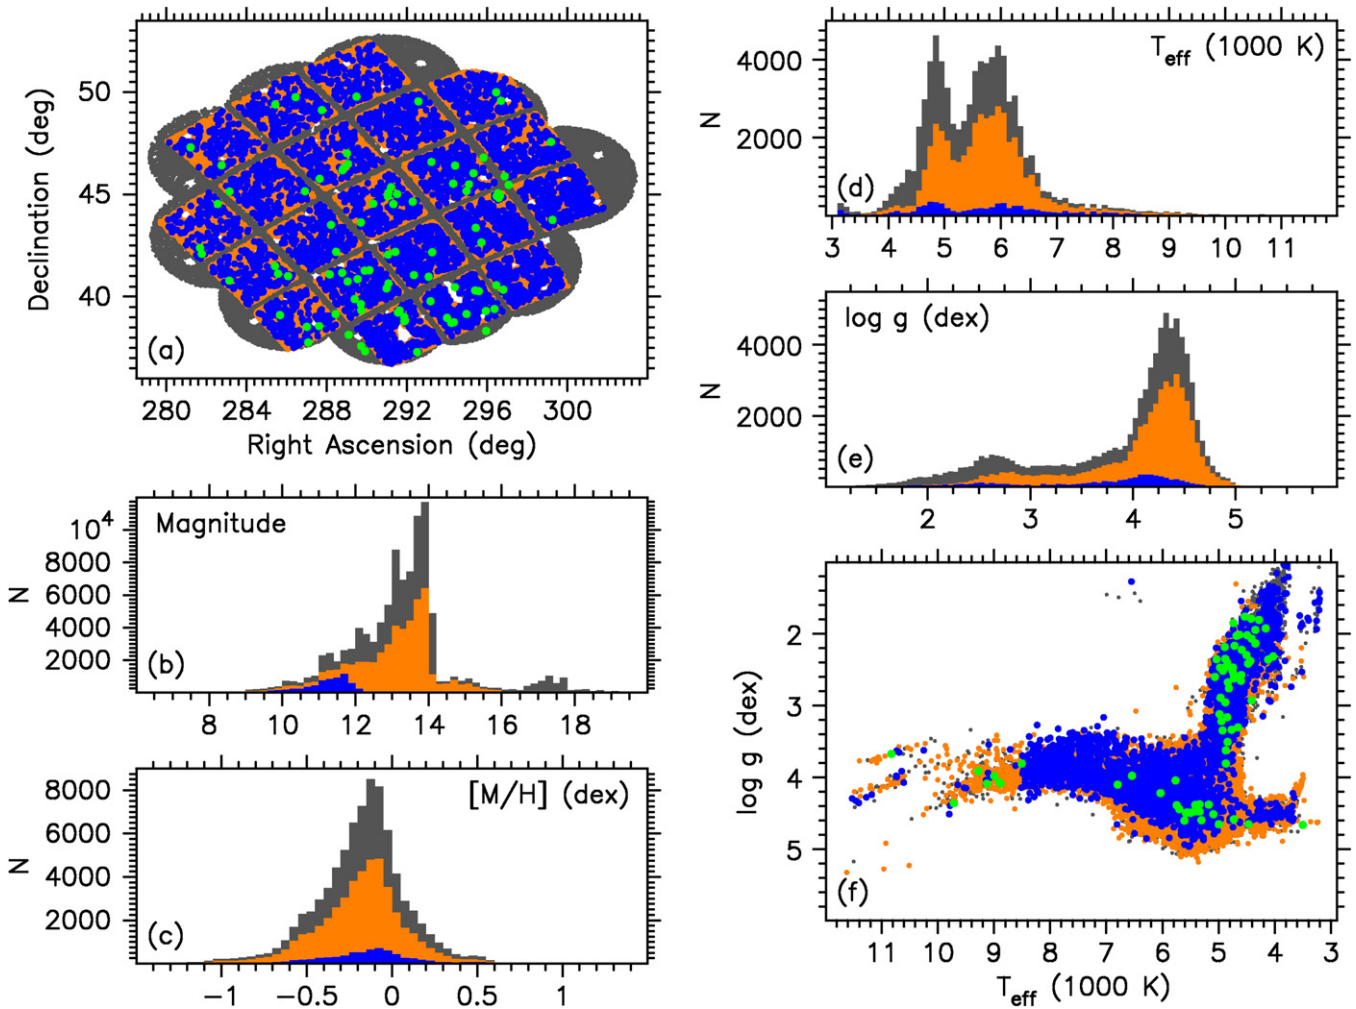 50
45
40
Declination (deg)
(a)
280 284 288 292 296 300
Right Ascension (deg)
Magnitude
10⁴
8000
6000
4000
2000
N
(b)
8 10 12 14 16 18
[M/H] (dex)
8000
6000
4000
2000
N
(c)
−1 −0.5 0 0.5 1
T_eff (1000 K)
4000
2000
N
(d)
3 4 5 6 7 8 9 10 11
log g (dex)
4000
2000
N
(e)
2 3 4 5
2
3
4
5
log g (dex)
(f)
11 10 9 8 7 6 5 4 3
T_eff (1000 K)